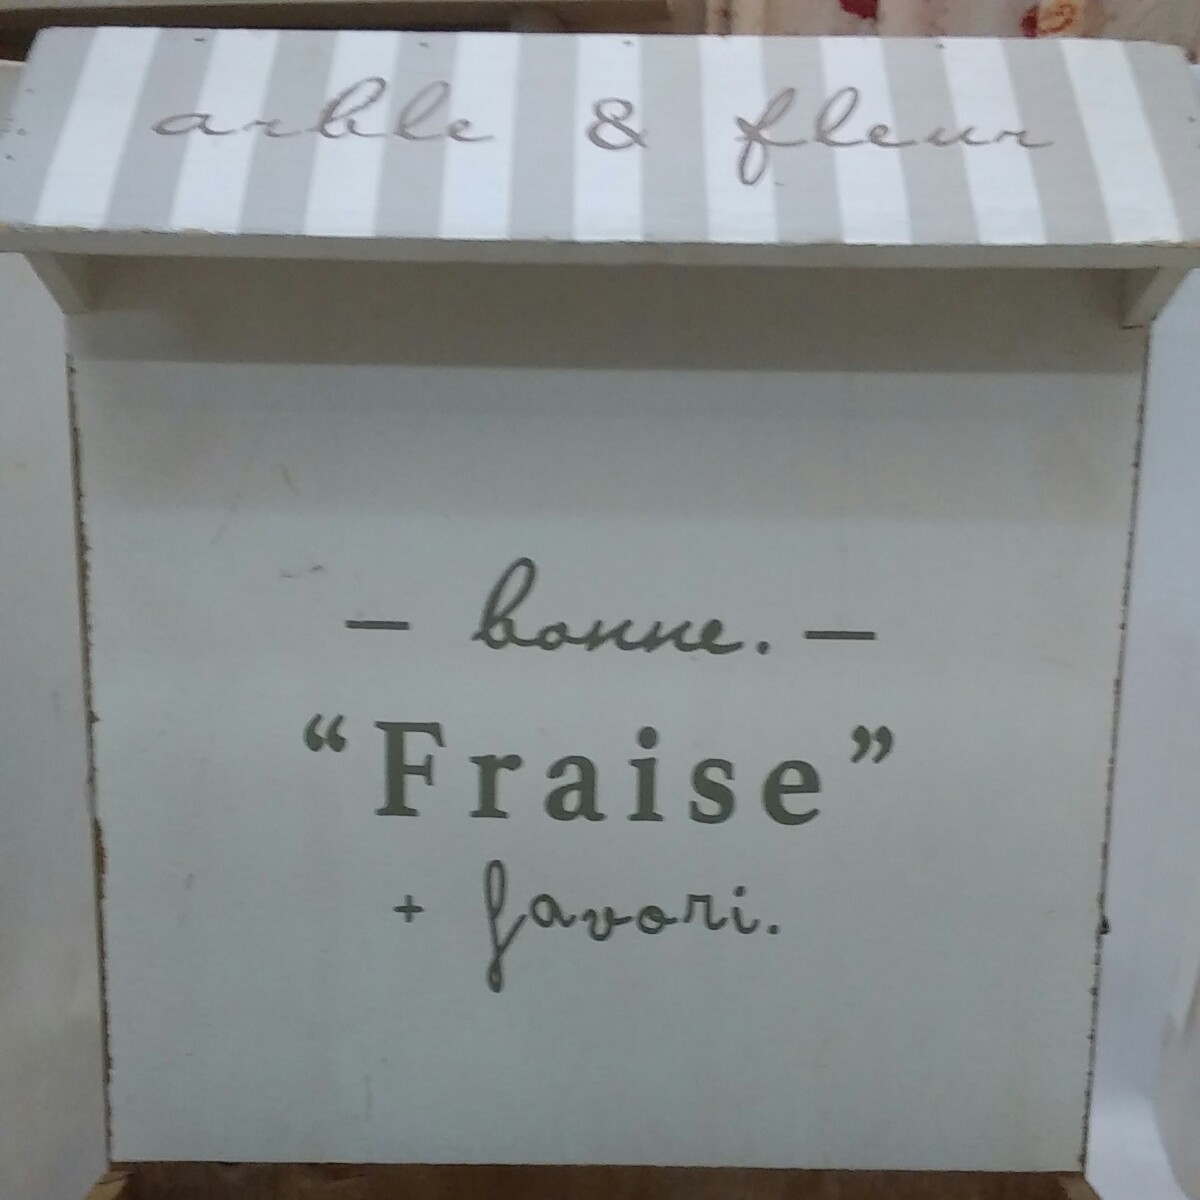 arble & fleur
— bonne. —
“Fraise”
+ favori.